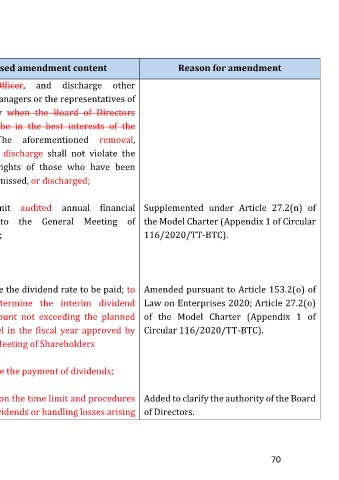 sed amendment content Reason for amendment
Officer, and discharge other
anagers or the representatives of
when the Board of Directors
be in the best interests of the
he aforementioned removal,
discharge shall not violate the
ights of those who have been
missed, or discharged;
mit audited annual financial Supplemented under Article 27.2(n) of
to the General Meeting of the Model Charter (Appendix 1 of Circular
; 116/2020/TT-BTC).
e the dividend rate to be paid; to Amended pursuant to Article 153.2(o) of
termine the interim dividend Law on Enterprises 2020; Article 27.2(o)
ount not exceeding the planned of the Model Charter (Appendix 1 of
el in the fiscal year approved by Circular 116/2020/TT-BTC).
Meeting of Shareholders
e the payment of dividends;
on the time limit and procedures Added to clarify the authority of the Board
vidends or handling losses arising of Directors.
70